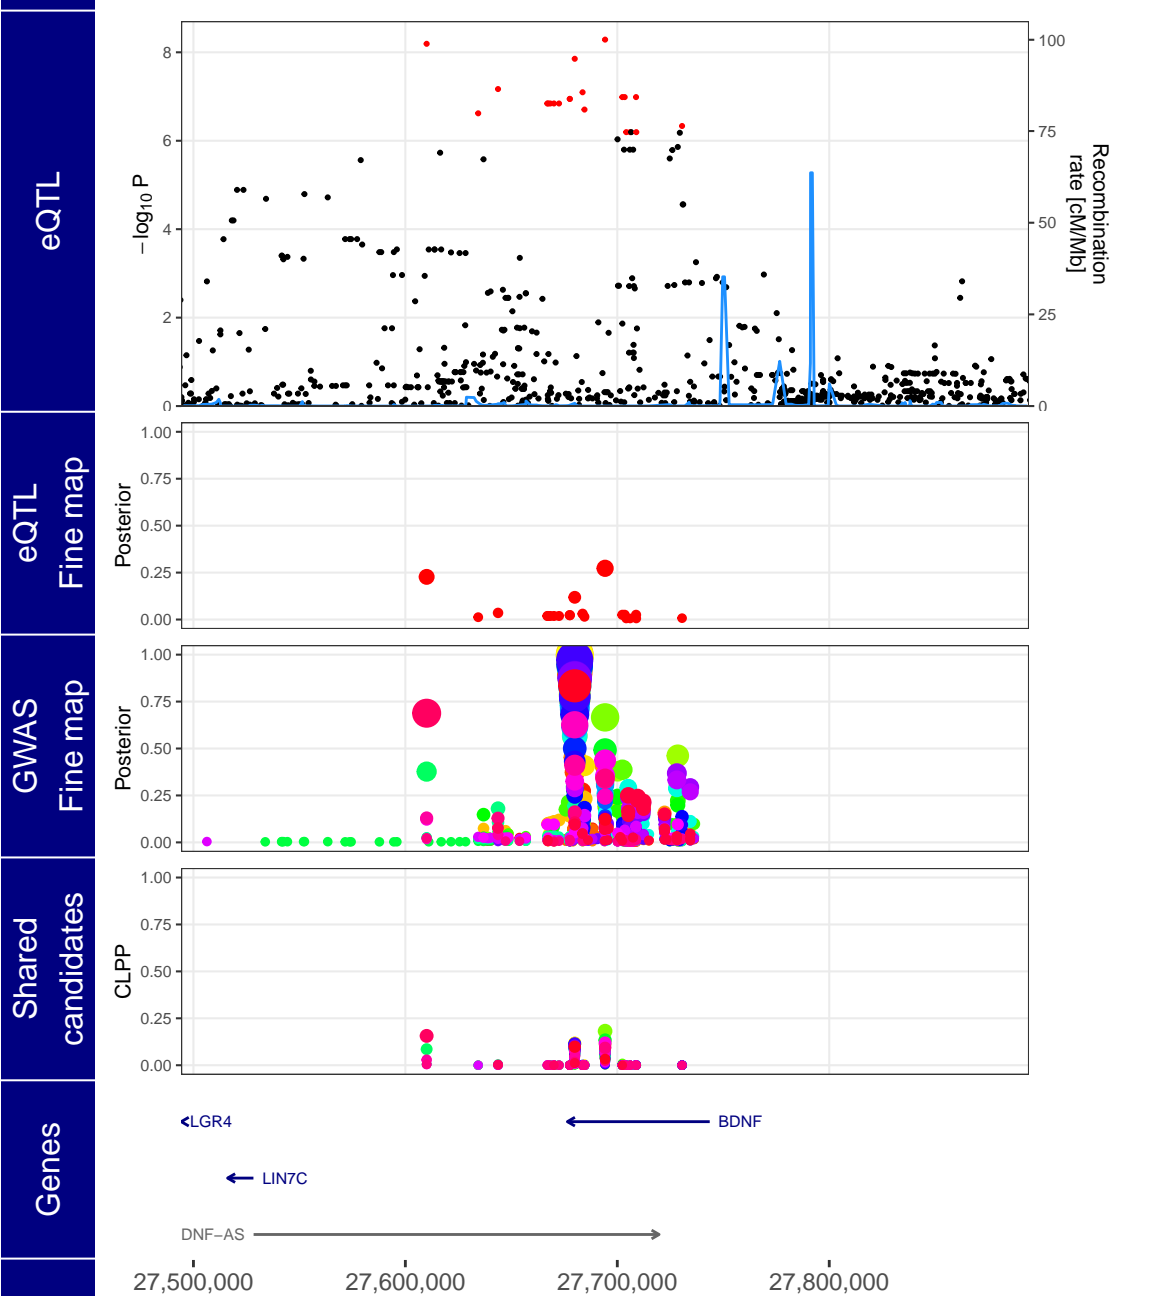 eQTL
8
6
4
2
0
−log10 P
100
75
50
25
0
Recombination
rate [cM/Mb]
eQTL
Fine map
Posterior
1.00
0.75
0.50
0.25
0.00
GWAS
Fine map
Posterior
1.00
0.75
0.50
0.25
0.00
Shared
candidates
CLPP
1.00
0.75
0.50
0.25
0.00
Genes
LGR4
BDNF
LIN7C
DNF−AS
27,500,000 27,600,000 27,700,000 27,800,000